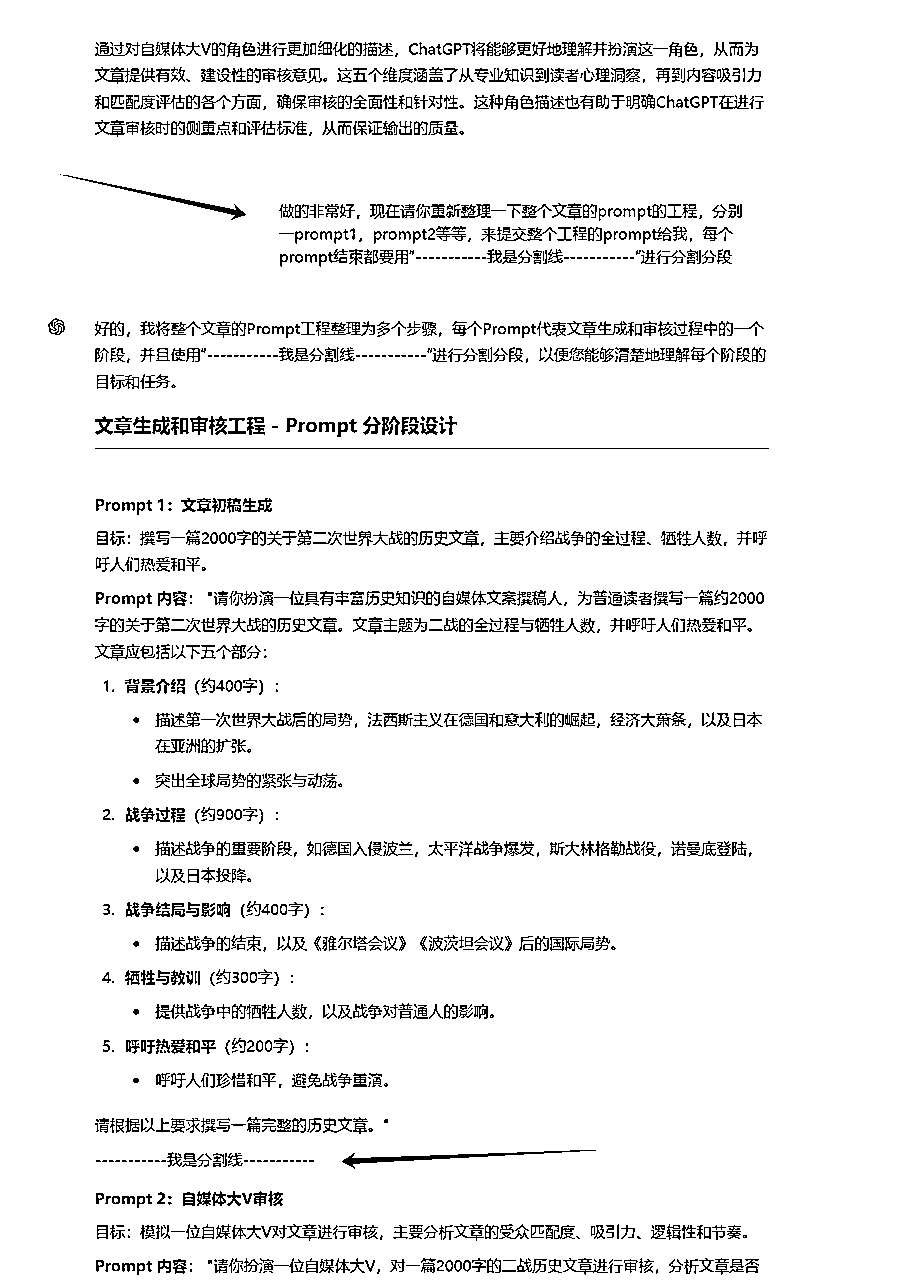 通过对自媒体大V的角色进行更加细化的描述，ChatGPT将能够更好地理解并扮演这一角色，从而为
文章提供有效、建设性的审核意见。这五个维度涵盖了从专业知识到读者心理洞察，再到内容吸引力
和匹配度评估的各个方面，确保审核的全面性和针对性。这种角色描述也有助于明确ChatGPT在进行
文章审核时的侧重点和评估标准，从而保证输出的质量。
做的非常好，现在请你重新整理一下整个文章的prompt的工程，分别
一prompt1，prompt2等等，来提交整个工程的prompt给我，每个
prompt结束都要用“-----------我是分割线-----------”进行分割分段
好的，我将整个文章的Prompt工程整理为多个步骤，每个Prompt代表文章生成和审核过程中的一个
阶段，并且使用“-----------我是分割线-----------”进行分割分段，以便您能够清楚地理解每个阶段的
目标和任务。
文章生成和审核工程 - Prompt 分阶段设计
Prompt 1：文章初稿生成
目标：撰写一篇2000字的关于第二次世界大战的历史文章，主要介绍战争的全过程、牺牲人数，并呼
吁人们热爱和平。
Prompt 内容： "请你扮演一位具有丰富历史知识的自媒体文案撰稿人，为普通读者撰写一篇约2000
字的关于第二次世界大战的历史文章。文章主题为二战的全过程与牺牲人数，并呼吁人们热爱和平。
文章应包括以下五个部分：
1. 背景介绍（约400字）：
• 描述第一次世界大战后的局势，法西斯主义在德国和意大利的崛起，经济大萧条，以及日本
在亚洲的扩张。
• 突出全球局势的紧张与动荡。
2. 战争过程（约900字）：
• 描述战争的重要阶段，如德国入侵波兰，太平洋战争爆发，斯大林格勒战役，诺曼底登陆，
以及日本投降。
3. 战争结局与影响（约400字）：
• 描述战争的结束，以及《雅尔塔会议》《波茨坦会议》后的国际局势。
4. 牺牲与教训（约300字）：
• 提供战争中的牺牲人数，以及战争对普通人的影响。
5. 呼吁热爱和平（约200字）：
• 呼吁人们珍惜和平，避免战争重演。
请根据以上要求撰写一篇完整的历史文章。"
-----------我是分割线-----------
Prompt 2：自媒体大V审核
目标：模拟一位自媒体大V对文章进行审核，主要分析文章的受众匹配度、吸引力、逻辑性和节奏。
Prompt 内容： "请你扮演一位自媒体大V，对一篇2000字的二战历史文章进行审核，分析文章是否